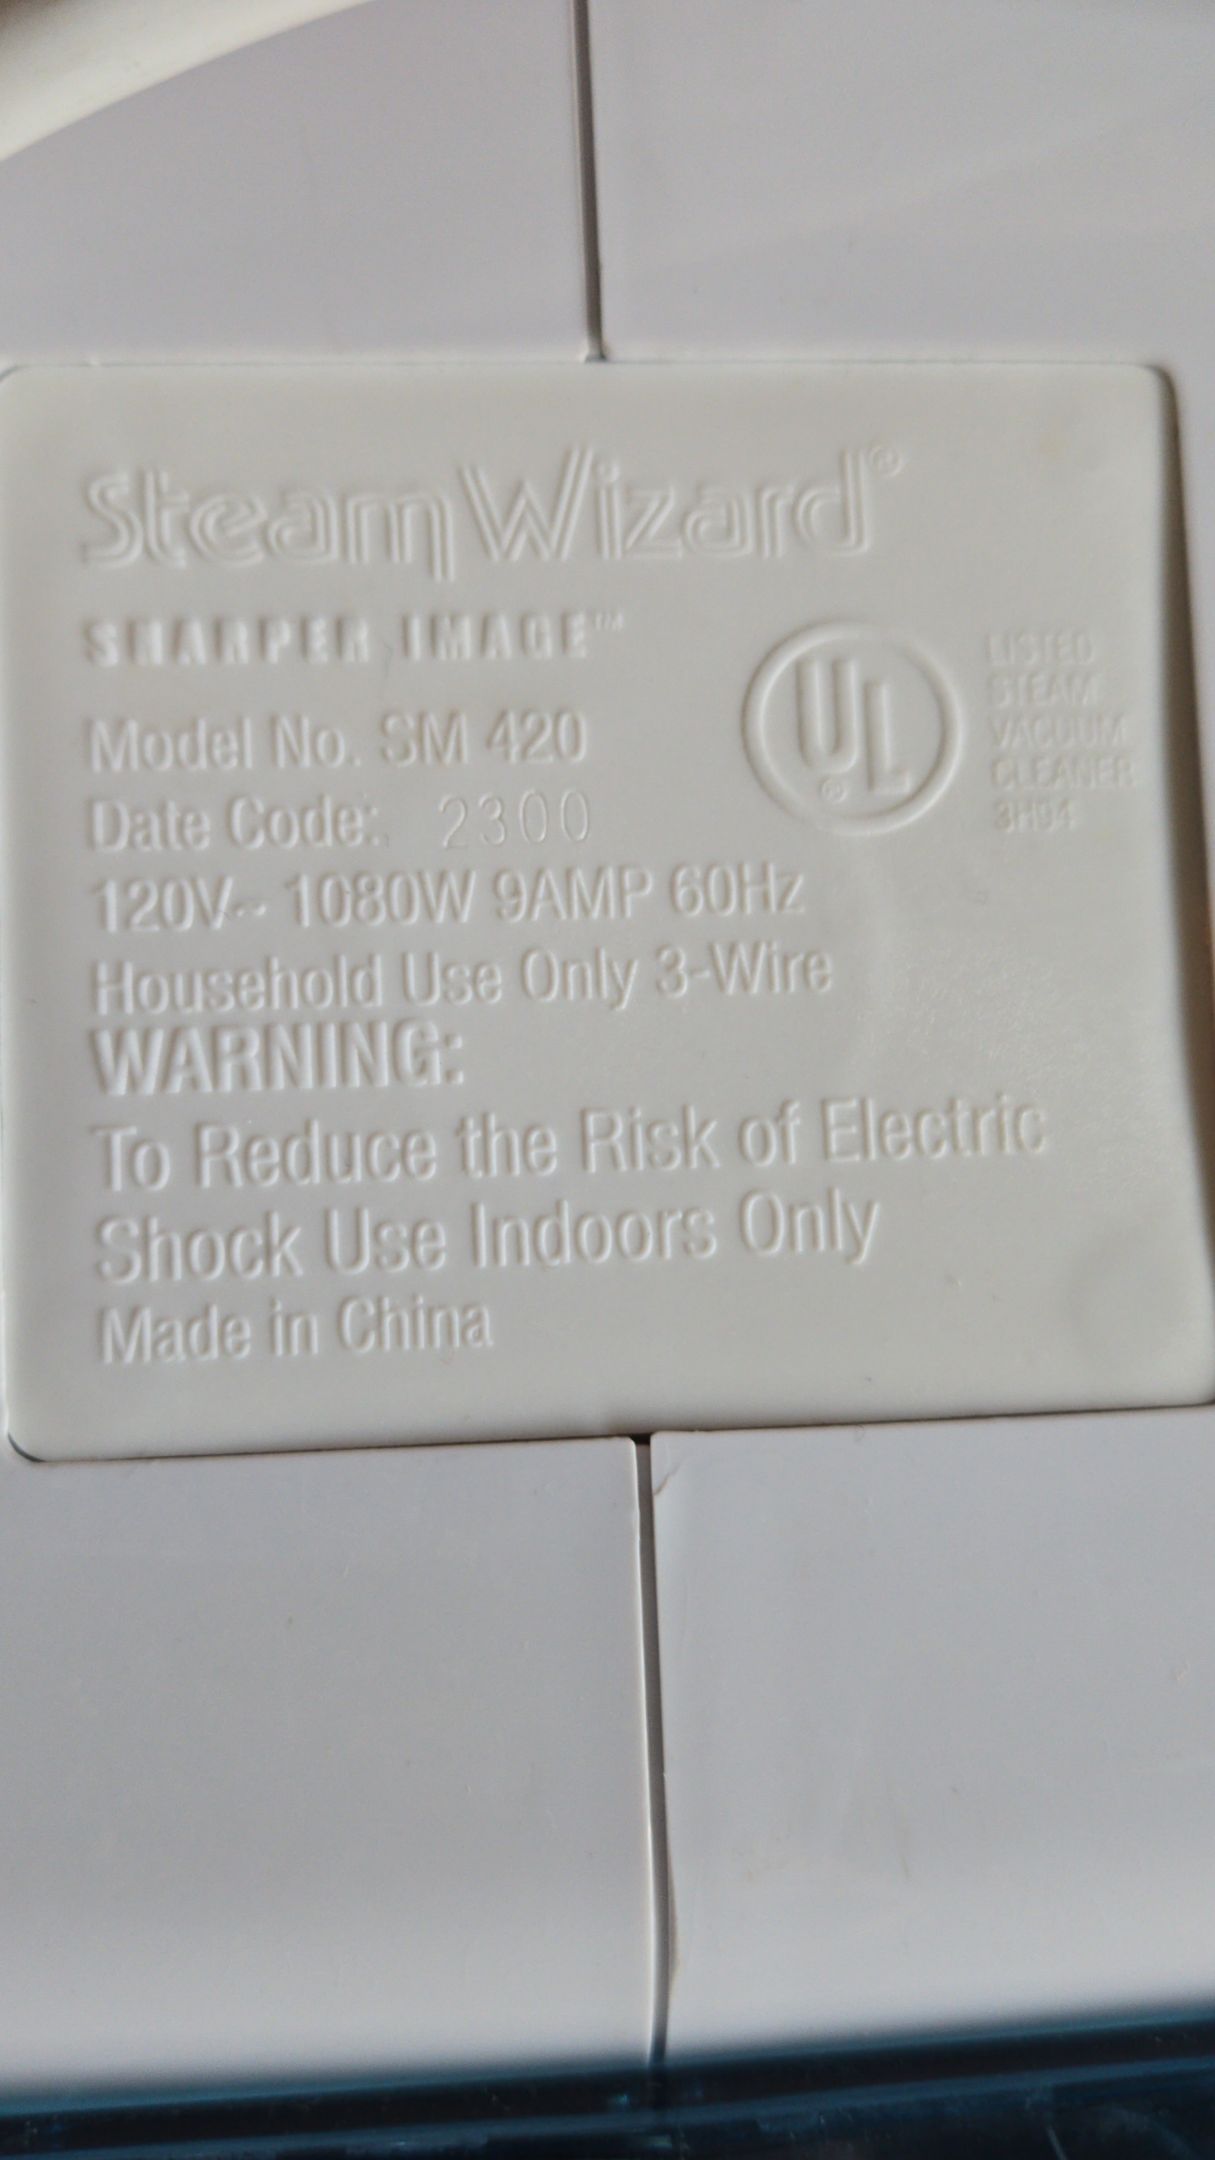 SteamWizard®
SHARPER IMAGE™
Model No. SM 420
Date Code: 2300
120V~ 1080W 9AMP 60Hz
Household Use Only 3-Wire
WARNING:
To Reduce the Risk of Electric
Shock Use Indoors Only
Made in China
UL®
LISTED
STEAM
VACUUM
CLEANER
3H94